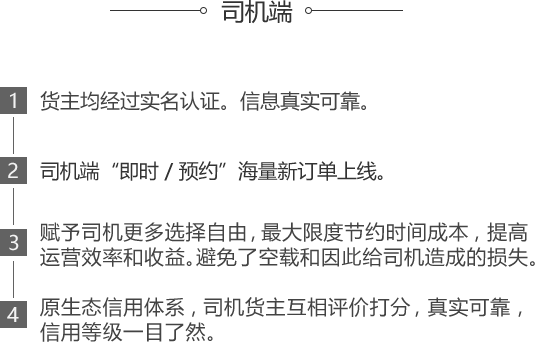 司机端
1 货主均经过实名认证。信息真实可靠。
2 司机端“即时 / 预约”海量新订单上线。
3 赋予司机更多选择自由，最大限度节约时间成本，提高
运营效率和收益。避免了空载和因此给司机造成的损失。
4 原生态信用体系，司机货主互相评价打分，真实可靠，
信用等级一目了然。